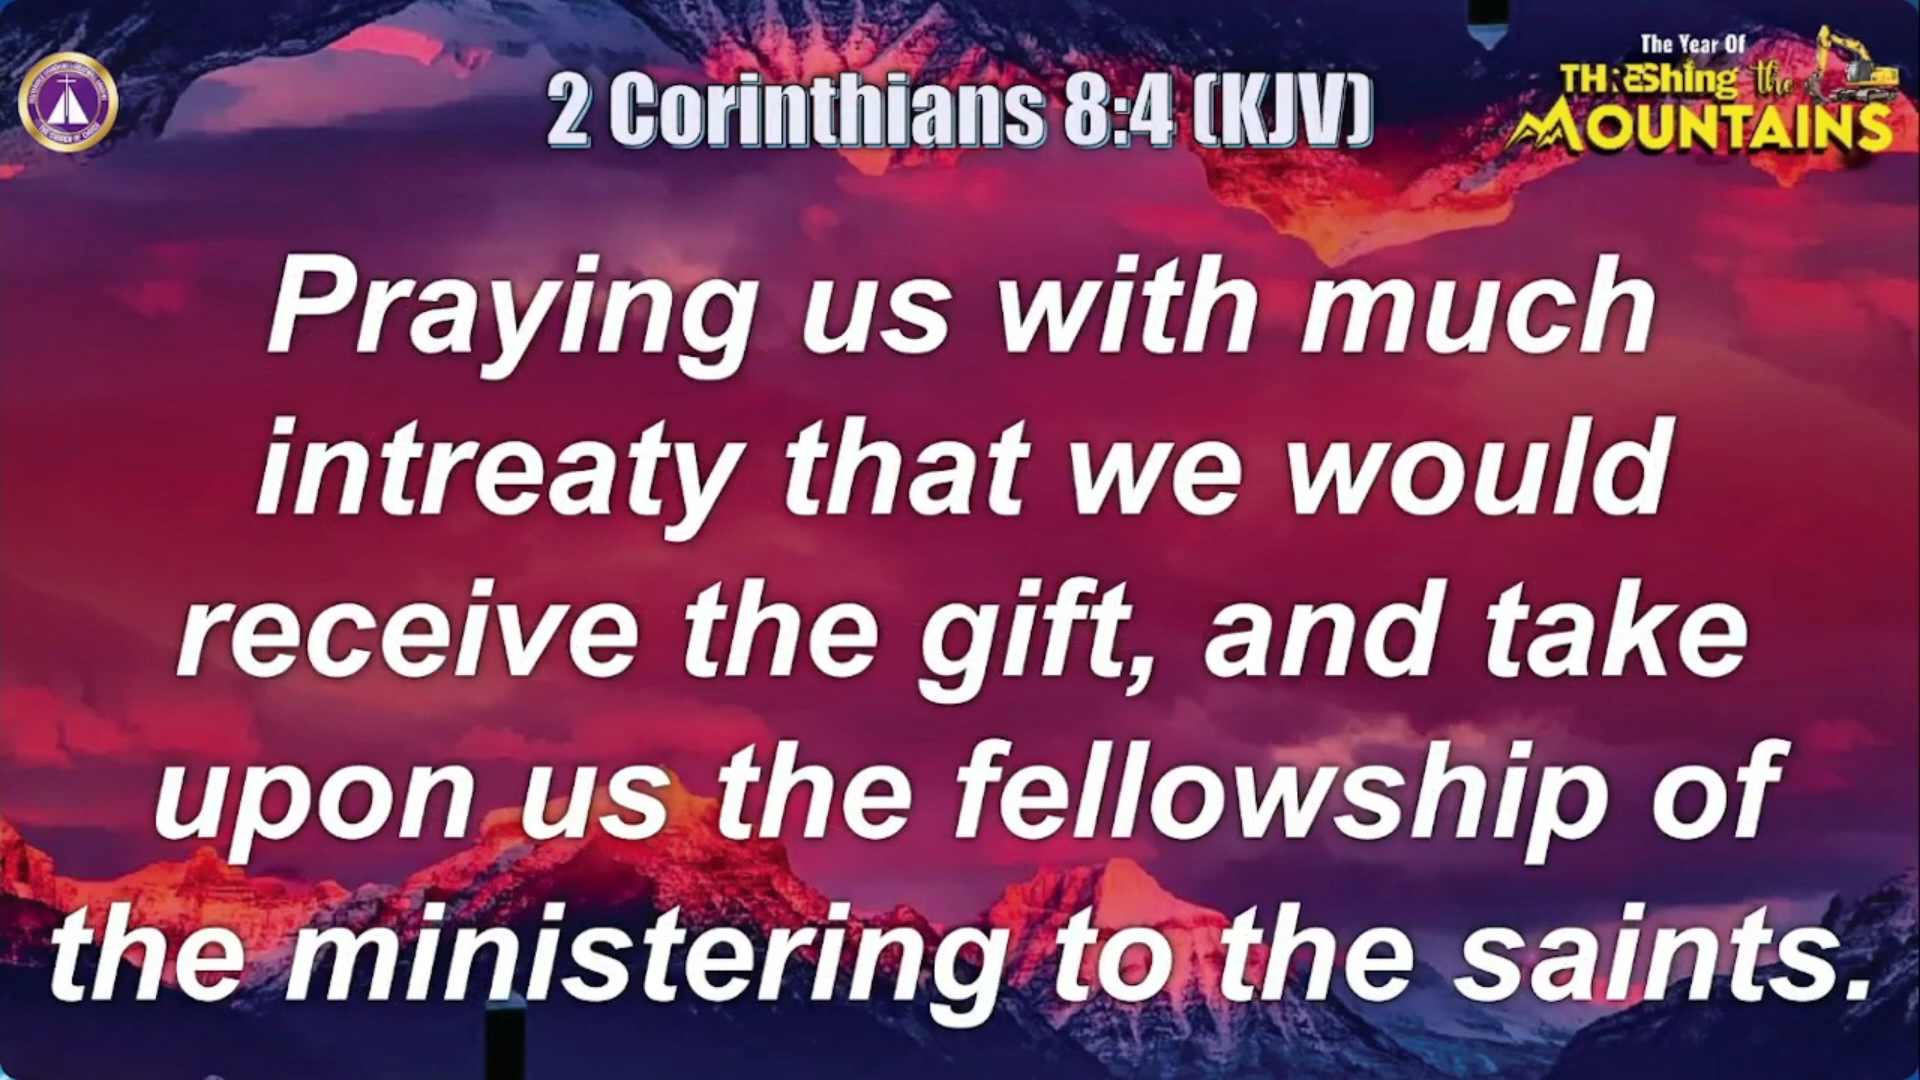 2 Corinthians 8:4 (KJV)
The Year Of
THrEShing the
MOUNTAINS
Praying us with much
intreaty that we would
receive the gift, and take
upon us the fellowship of
the ministering to the saints.